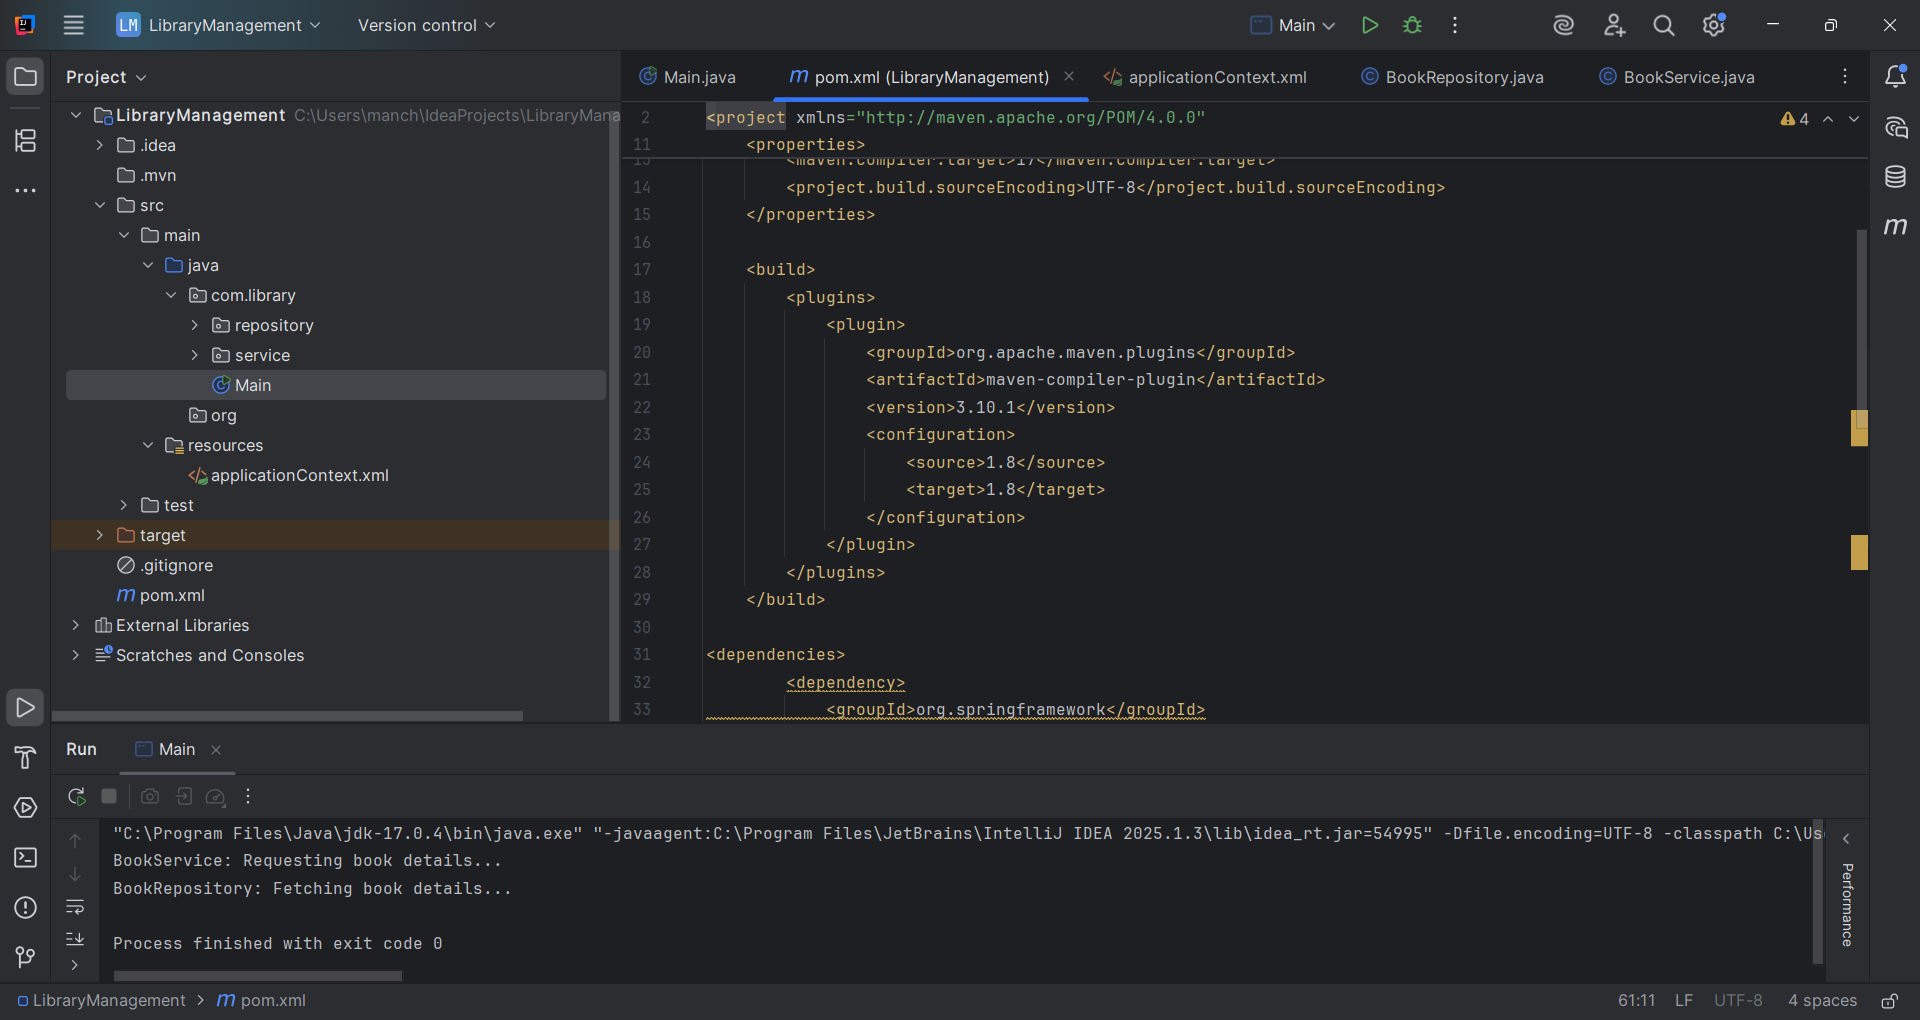 LM LibraryManagement Version control Main
Project
Main.java pom.xml (LibraryManagement) applicationContext.xml BookRepository.java BookService.java
LibraryManagement C:\Users\manch\IdeaProjects\LibraryMana
.idea
.mvn
src
main
java
com.library
repository
service
Main
org
resources
applicationContext.xml
test
target
.gitignore
pom.xml
External Libraries
Scratches and Consoles
4
2 <project xmlns="http://maven.apache.org/POM/4.0.0"
11 <properties>
13 <maven.compiler.target>17</maven.compiler.target>
14 <project.build.sourceEncoding>UTF-8</project.build.sourceEncoding>
15 </properties>
16
17 <build>
18 <plugins>
19 <plugin>
20 <groupId>org.apache.maven.plugins</groupId>
21 <artifactId>maven-compiler-plugin</artifactId>
22 <version>3.10.1</version>
23 <configuration>
24 <source>1.8</source>
25 <target>1.8</target>
26 </configuration>
27 </plugin>
28 </plugins>
29 </build>
30
31 <dependencies>
32 <dependency>
33 <groupId>org.springframework</groupId>
Run Main
"C:\Program Files\Java\jdk-17.0.4\bin\java.exe" "-javaagent:C:\Program Files\JetBrains\IntelliJ IDEA 2025.1.3\lib\idea_rt.jar=54995" -Dfile.encoding=UTF-8 -classpath C:\Us
BookService: Requesting book details...
BookRepository: Fetching book details...
Process finished with exit code 0
Performance
LibraryManagement > pom.xml 61:11 LF UTF-8 4 spaces